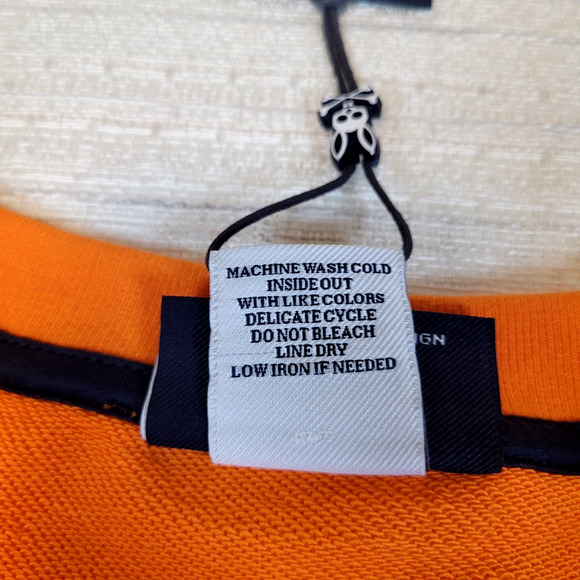 MACHINE WASH COLD
INSIDE OUT
WITH LIKE COLORS
DELICATE CYCLE
DO NOT BLEACH
LINE DRY
LOW IRON IF NEEDED